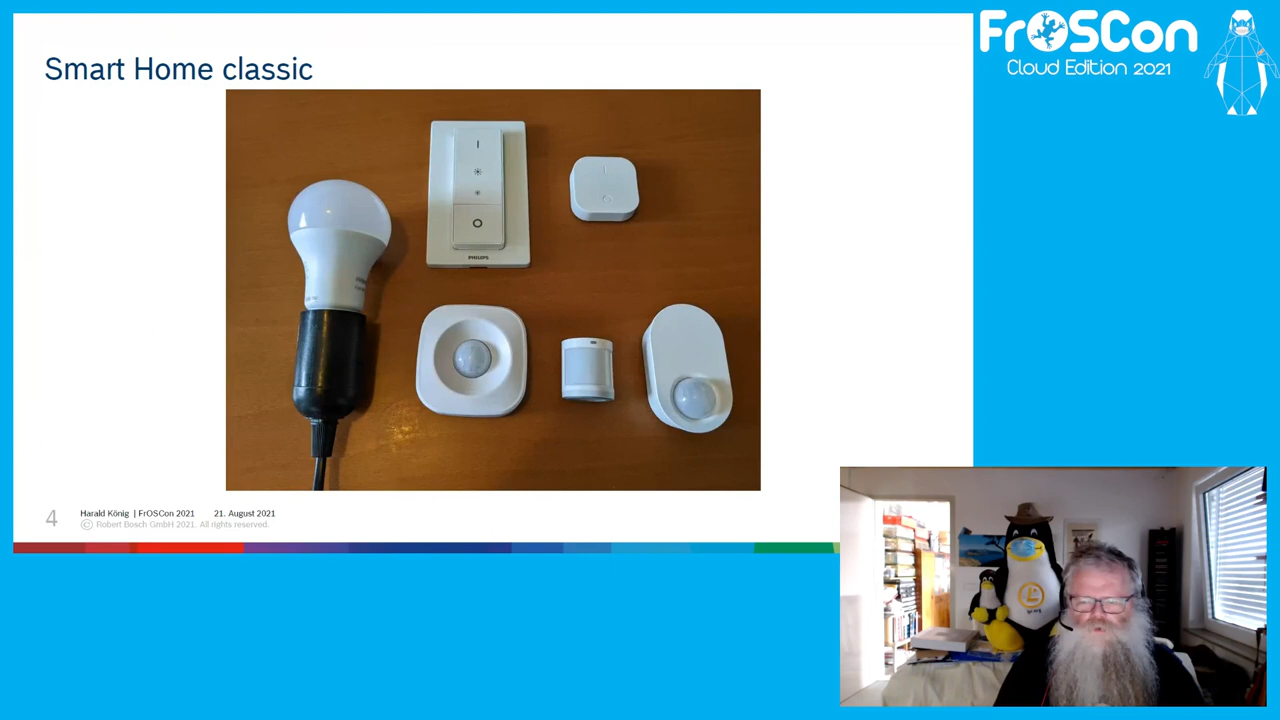 Smart Home classic
FrOSCon
Cloud Edition 2021
PHILIPS
4
Harald König | FrOSCon 2021 21. August 2021
© Robert Bosch GmbH 2021. All rights reserved.